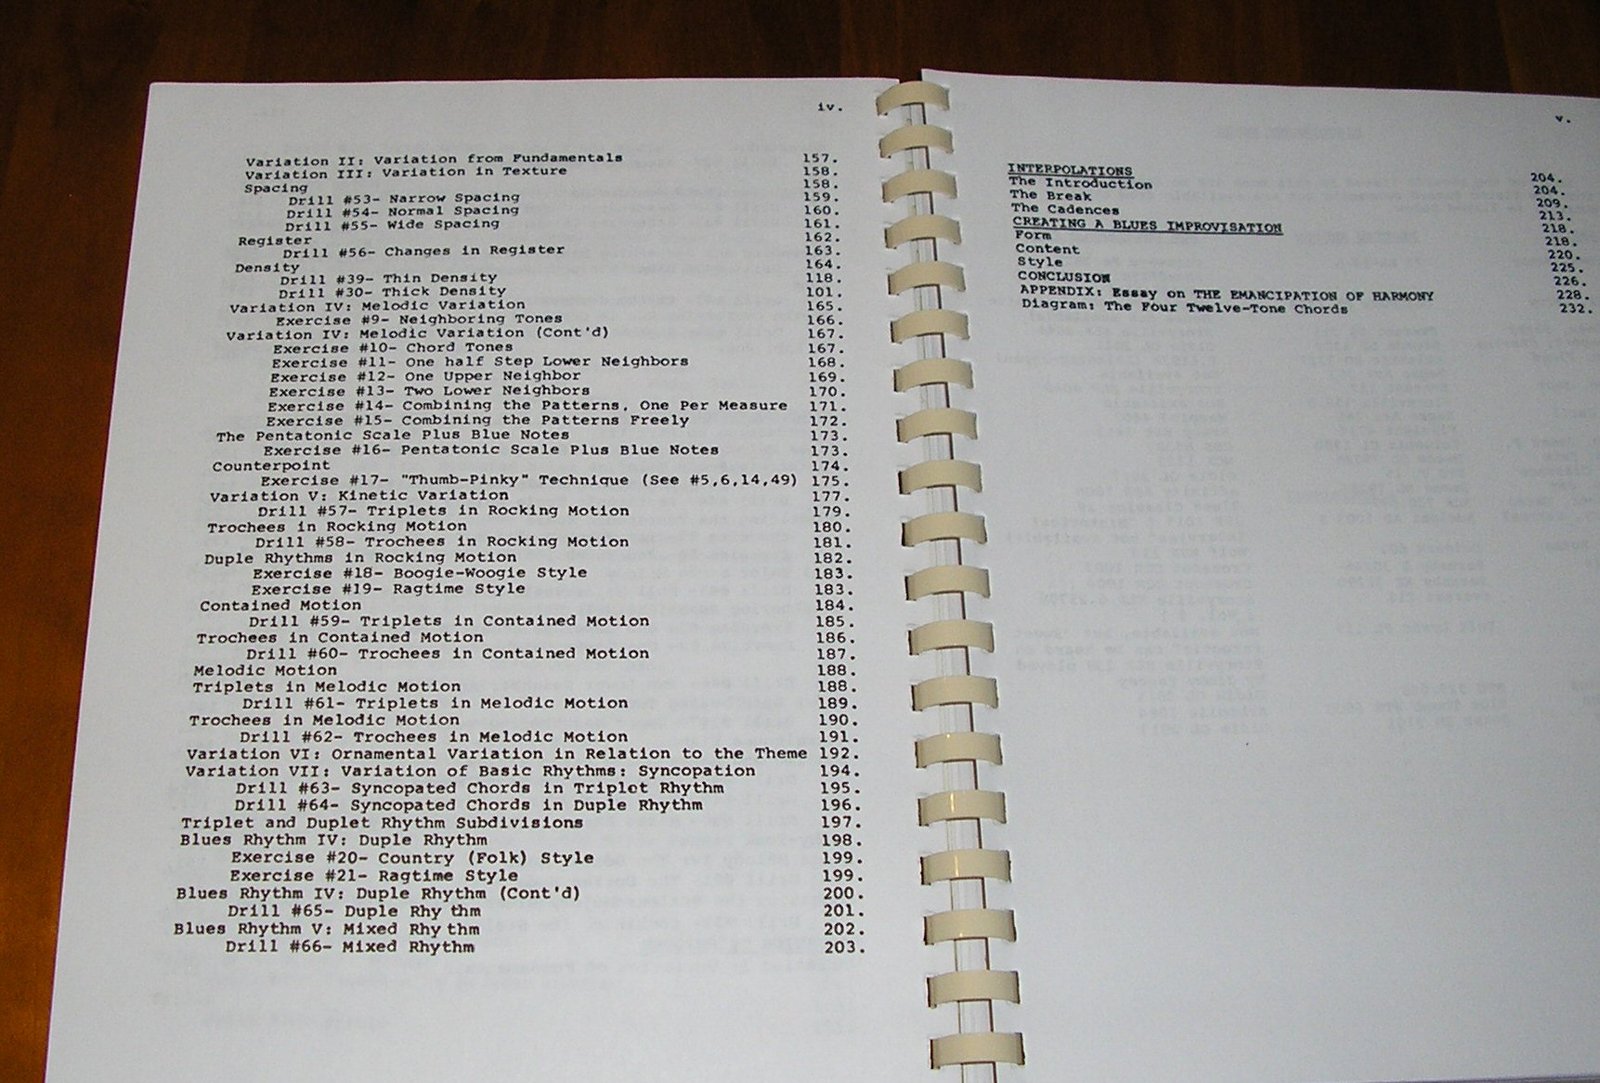 iv.
Variation II: Variation from Fundamentals 157.
Variation III: Variation in Texture 158.
Spacing 158.
Drill #53- Narrow Spacing 159.
Drill #54- Normal Spacing 160.
Drill #55- Wide Spacing 161.
Register 162.
Drill #56- Changes in Register 163.
Density 164.
Drill #39- Thin Density 118.
Drill #30- Thick Density 101.
Variation IV: Melodic Variation 165.
Exercise #9- Neighboring Tones 166.
Variation IV: Melodic Variation (Cont'd) 167.
Exercise #10- Chord Tones 167.
Exercise #11- One half Step Lower Neighbors 168.
Exercise #12- One Upper Neighbor 169.
Exercise #13- Two Lower Neighbors 170.
Exercise #14- Combining the Patterns, One Per Measure 171.
Exercise #15- Combining the Patterns Freely 172.
The Pentatonic Scale Plus Blue Notes 173.
Exercise #16- Pentatonic Scale Plus Blue Notes 173.
Counterpoint 174.
Exercise #17- "Thumb-Pinky" Technique (See #5,6,14,49) 175.
Variation V: Kinetic Variation 177.
Drill #57- Triplets in Rocking Motion 179.
Trochees in Rocking Motion 180.
Drill #58- Trochees in Rocking Motion 181.
Duple Rhythms in Rocking Motion 182.
Exercise #18- Boogie-Woogie Style 183.
Exercise #19- Ragtime Style 183.
Contained Motion 184.
Drill #59- Triplets in Contained Motion 185.
Trochees in Contained Motion 186.
Drill #60- Trochees in Contained Motion 187.
Melodic Motion 188.
Triplets in Melodic Motion 188.
Drill #61- Triplets in Melodic Motion 189.
Trochees in Melodic Motion 190.
Drill #62- Trochees in Melodic Motion 191.
Variation VI: Ornamental Variation in Relation to the Theme 192.
Variation VII: Variation of Basic Rhythms: Syncopation 194.
Drill #63- Syncopated Chords in Triplet Rhythm 195.
Drill #64- Syncopated Chords in Duple Rhythm 196.
Triplet and Duplet Rhythm Subdivisions 197.
Blues Rhythm IV: Duple Rhythm 198.
Exercise #20- Country (Folk) Style 199.
Exercise #21- Ragtime Style 199.
Blues Rhythm IV: Duple Rhythm (Cont'd) 200.
Drill #65- Duple Rhy thm 201.
Blues Rhythm V: Mixed Rhy thm 202.
Drill #66- Mixed Rhythm 203.
v.
INTERPOLATIONS 204.
The Introduction 204.
The Break 209.
The Cadences 213.
CREATING A BLUES IMPROVISATION 218.
Form 218.
Content 220.
Style 225.
CONCLUSION 226.
APPENDIX: Essay on THE EMANCIPATION OF HARMONY 228.
Diagram: The Four Twelve-Tone Chords 232.